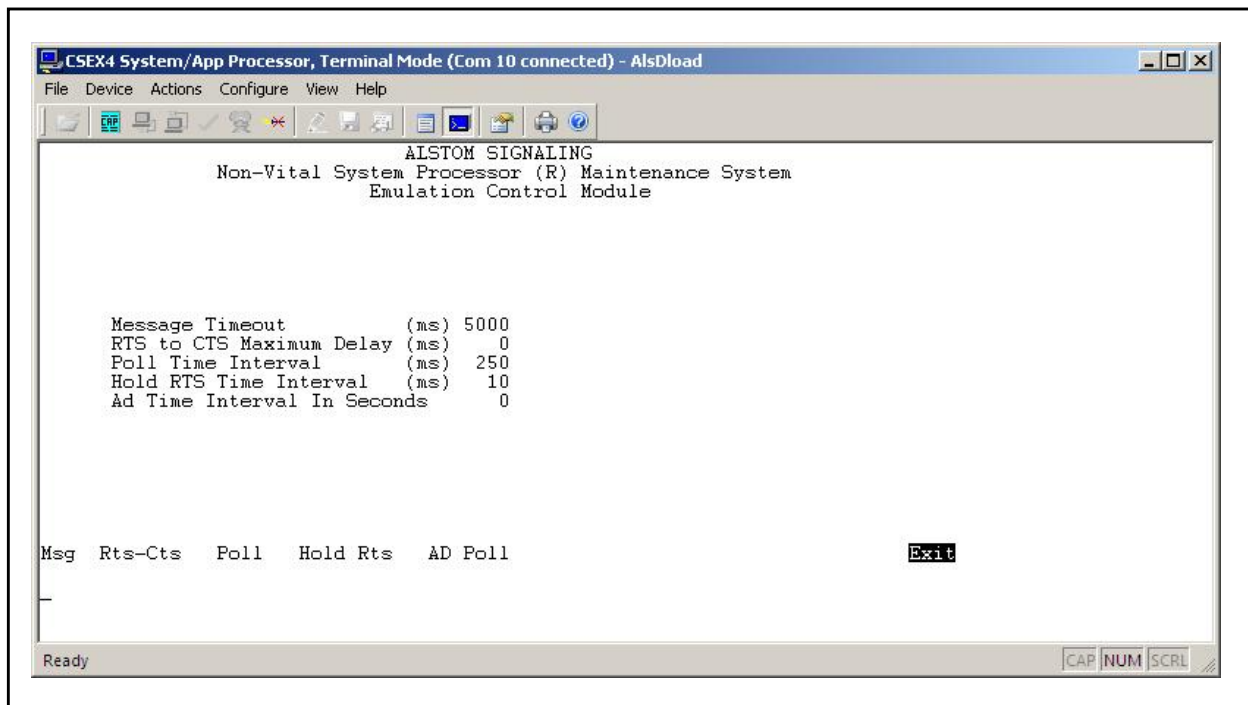 CSEX4 System/App Processor, Terminal Mode (Com 10 connected) - AlsDload
File Device Actions Configure View Help
CAP
ALSTOM SIGNALING
Non-Vital System Processor (R) Maintenance System
Emulation Control Module
Message Timeout (ms) 5000
RTS to CTS Maximum Delay (ms) 0
Poll Time Interval (ms) 250
Hold RTS Time Interval (ms) 10
Ad Time Interval In Seconds 0
Msg Rts-Cts Poll Hold Rts AD Poll Exit
Ready CAP NUM SCRL